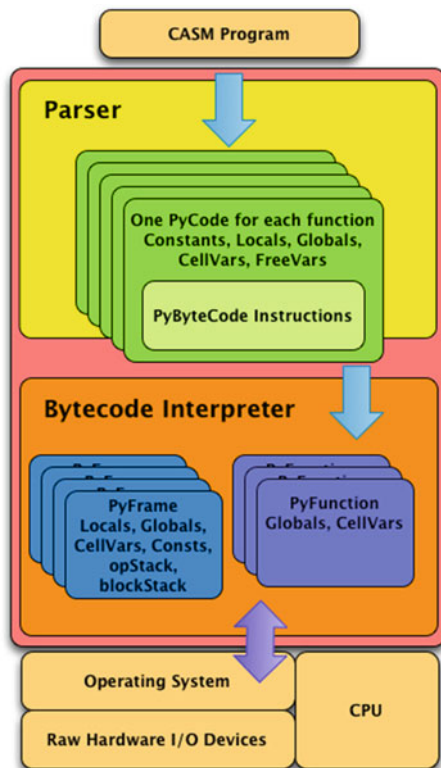 CASM Program
Parser
One PyCode for each function
Constants, Locals, Globals,
CellVars, FreeVars
PyByteCode Instructions
Bytecode Interpreter
PyFrame
Locals, Globals,
CellVars, Consts,
opStack,
blockStack
PyFunction
Globals, CellVars
Operating System
CPU
Raw Hardware I/O Devices